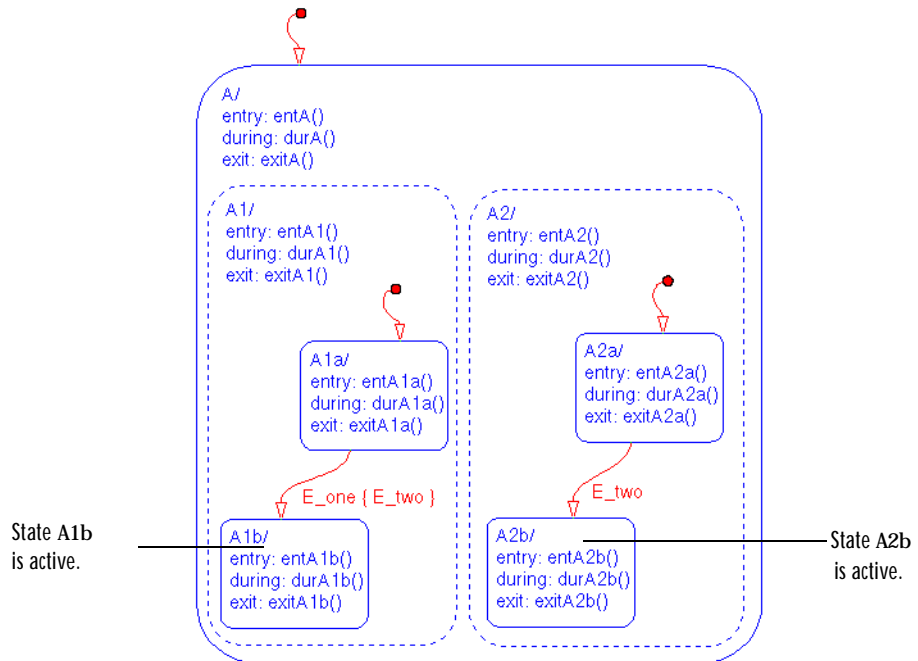 A/
entry: entA()
during: durA()
exit: exitA()
A1/
entry: entA1()
during: durA1()
exit: exitA1()
A2/
entry: entA2()
during: durA2()
exit: exitA2()
A1a/
entry: entA1a()
during: durA1a()
exit: exitA1a()
A2a/
entry: entA2a()
during: durA2a()
exit: exitA2a()
E_one { E_two }
E_two
State A1b
is active.
A1b/
entry: entA1b()
during: durA1b()
exit: exitA1b()
A2b/
entry: entA2b()
during: durA2b()
exit: exitA2b()
State A2b
is active.